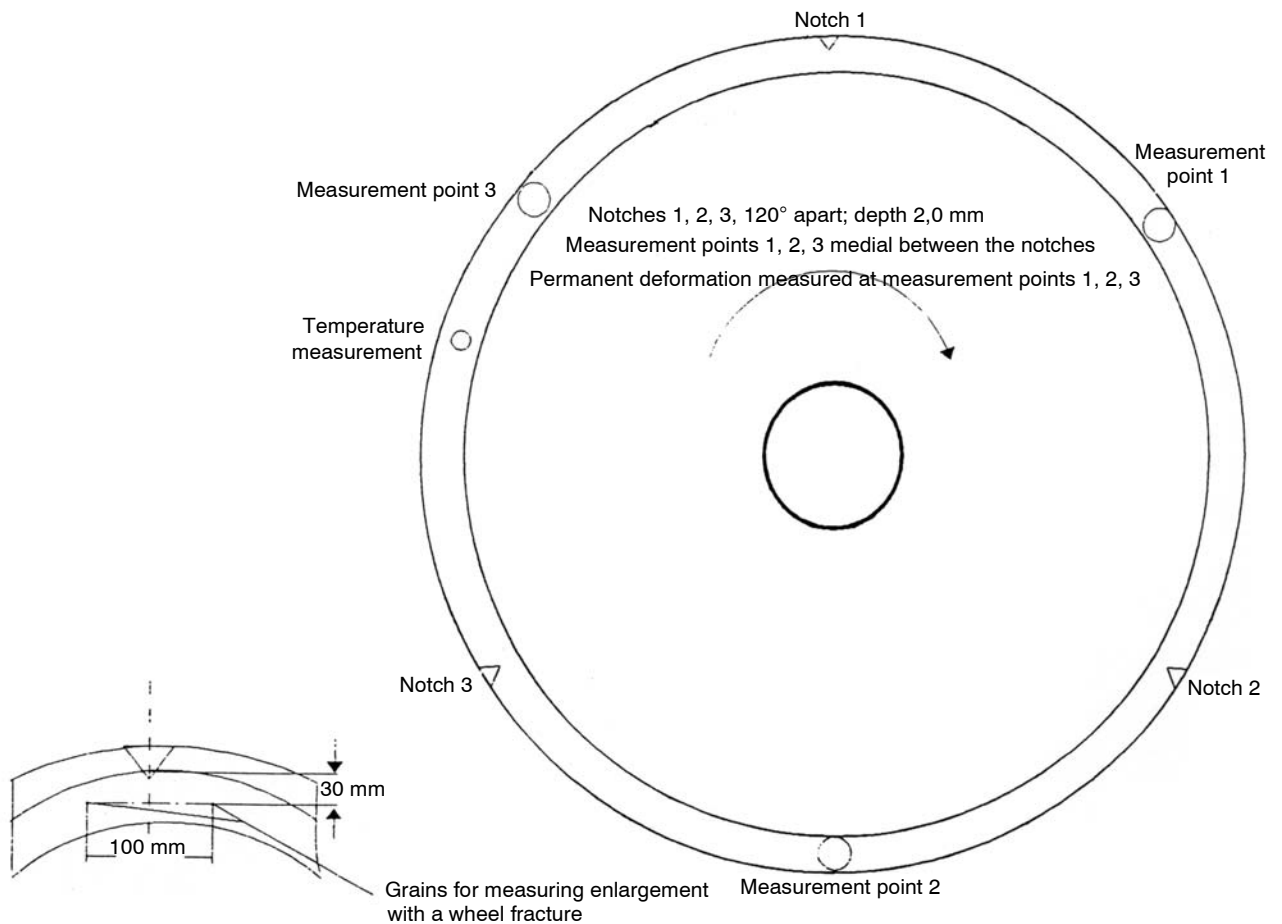 Notch 1
Measurement
point 1
Measurement point 3
Notches 1, 2, 3, 120° apart; depth 2,0 mm
Measurement points 1, 2, 3 medial between the notches
Permanent deformation measured at measurement points 1, 2, 3
Temperature
measurement
Notch 3
Notch 2
30 mm
100 mm
Measurement point 2
Grains for measuring enlargement
with a wheel fracture